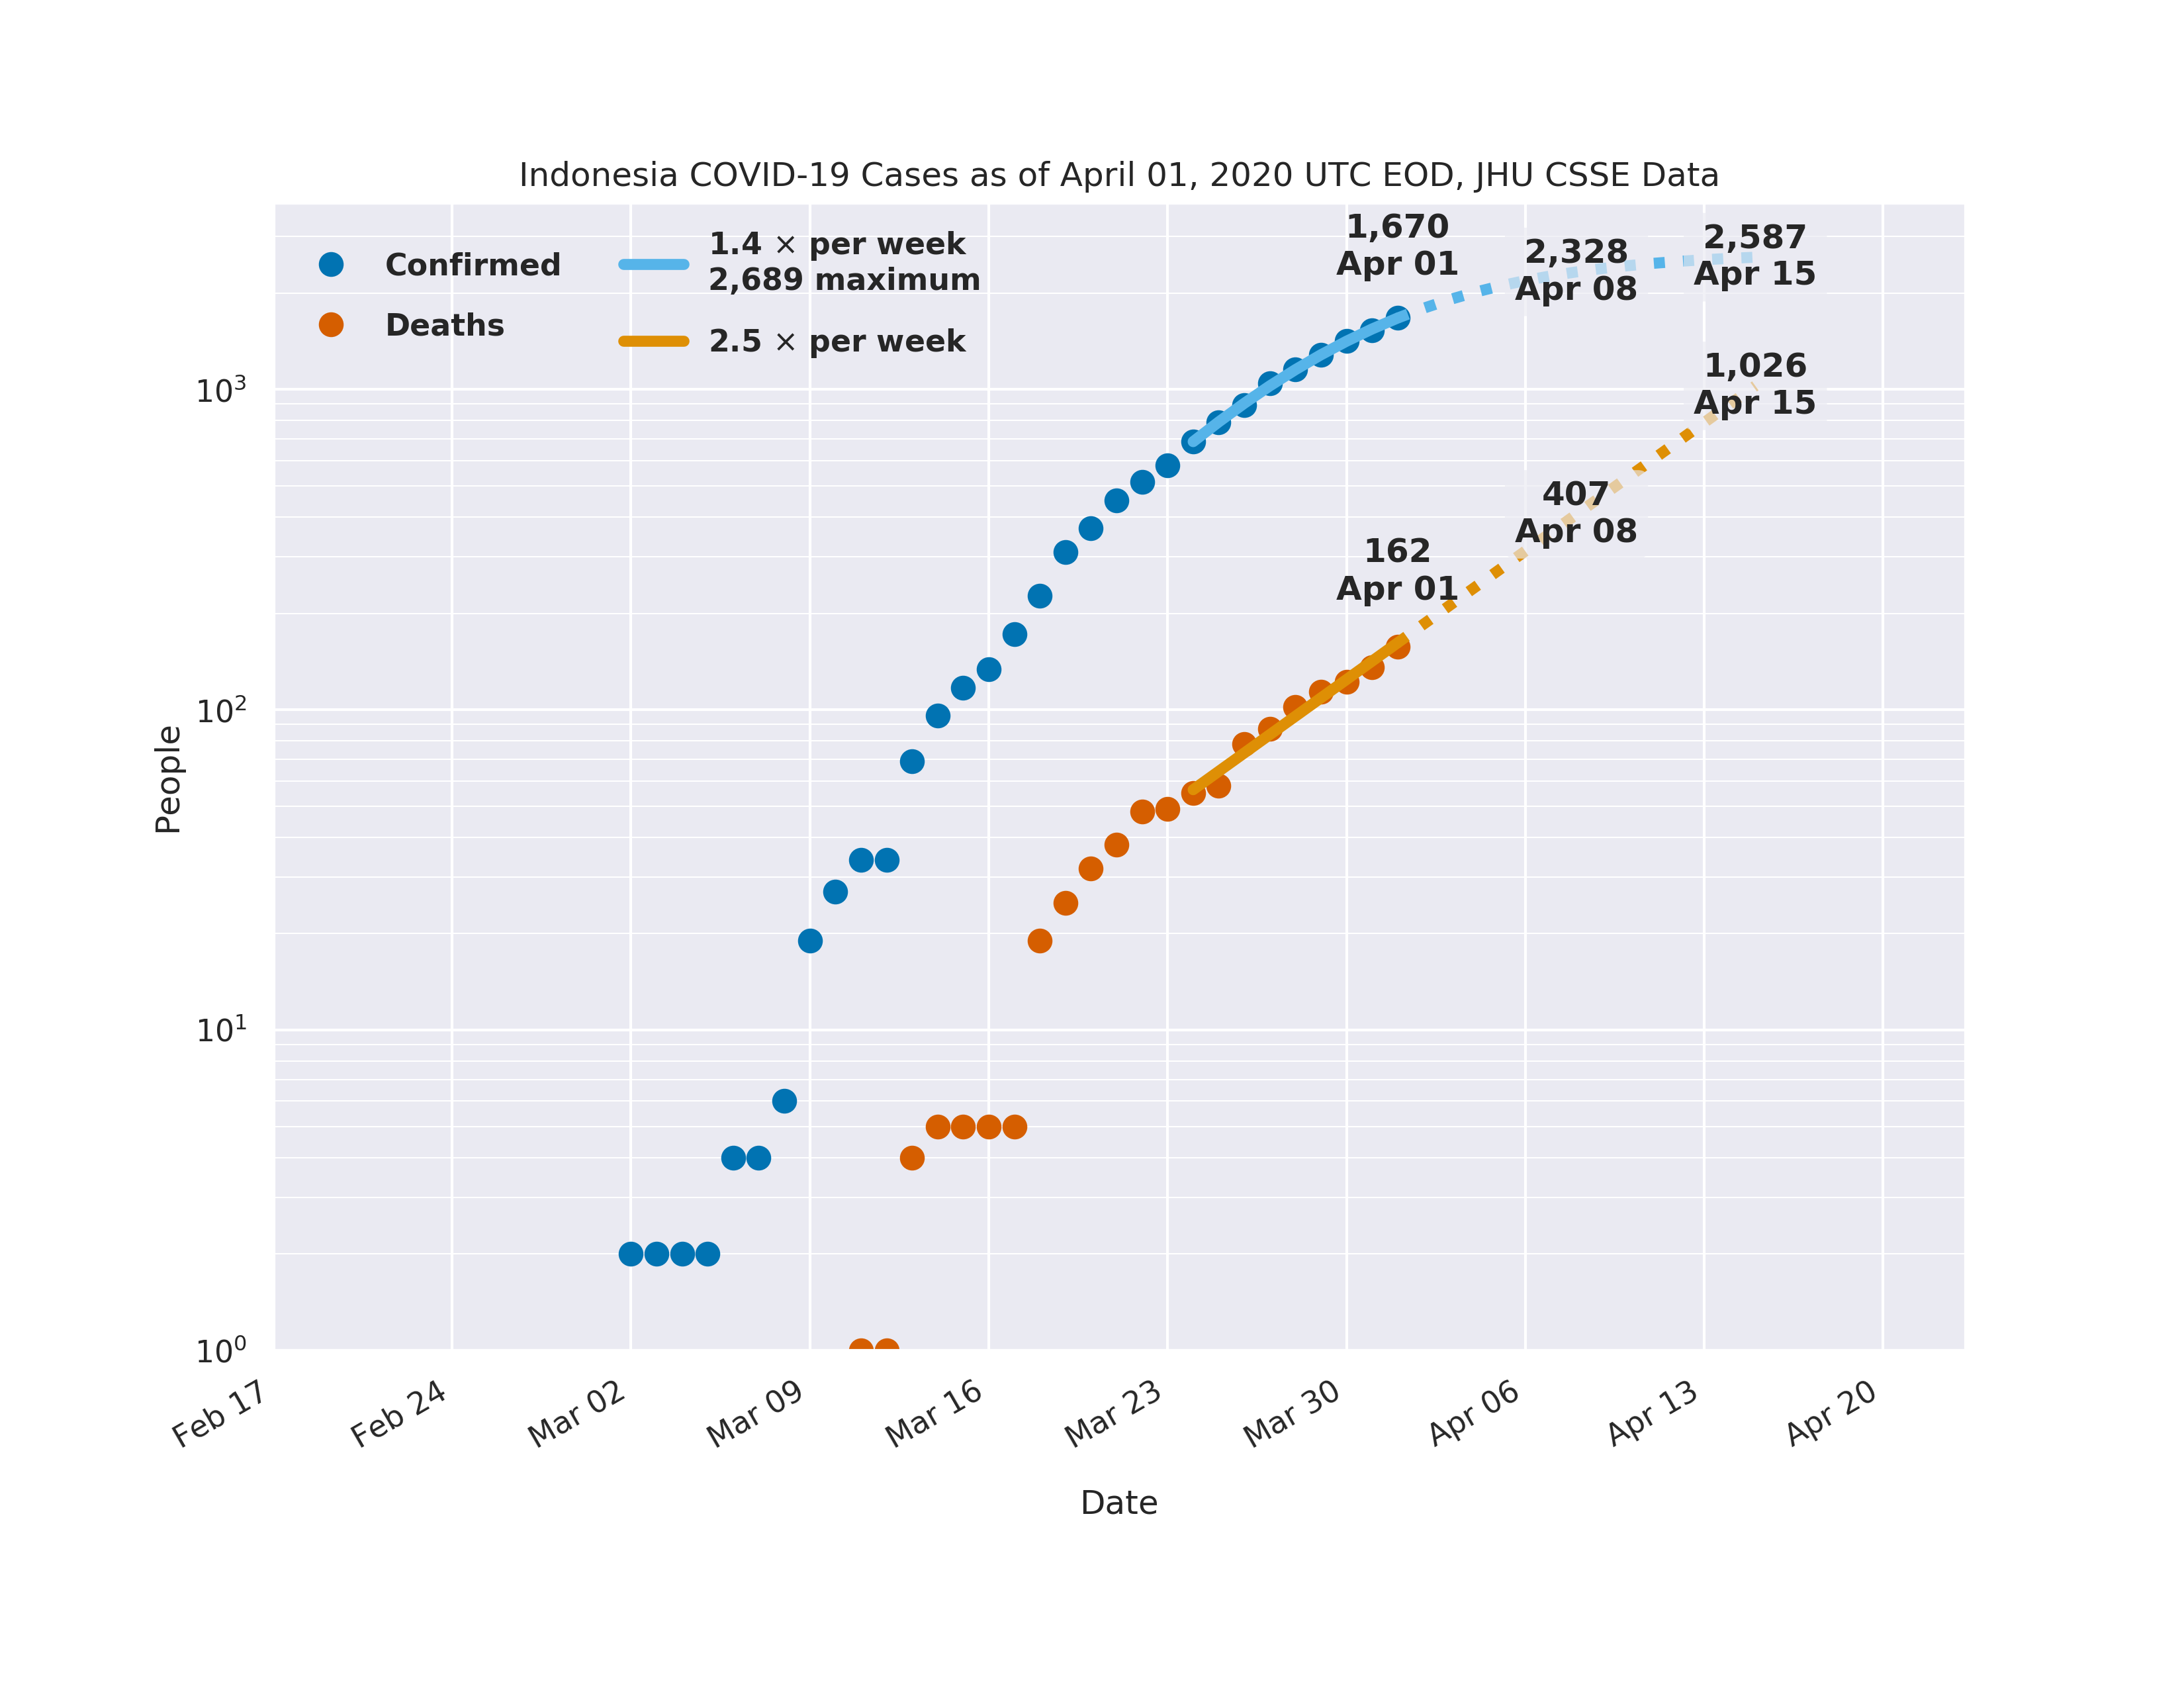 Indonesia COVID-19 Cases as of April 01, 2020 UTC EOD, JHU CSSE Data
Confirmed
Deaths
1.4 × per week
2,689 maximum
2.5 × per week
1,670
Apr 01
2,328
Apr 08
2,587
Apr 15
1,026
Apr 15
407
Apr 08
162
Apr 01
People
10³
10²
10¹
10⁰
Feb 17
Feb 24
Mar 02
Mar 09
Mar 16
Mar 23
Mar 30
Apr 06
Apr 13
Apr 20
Date